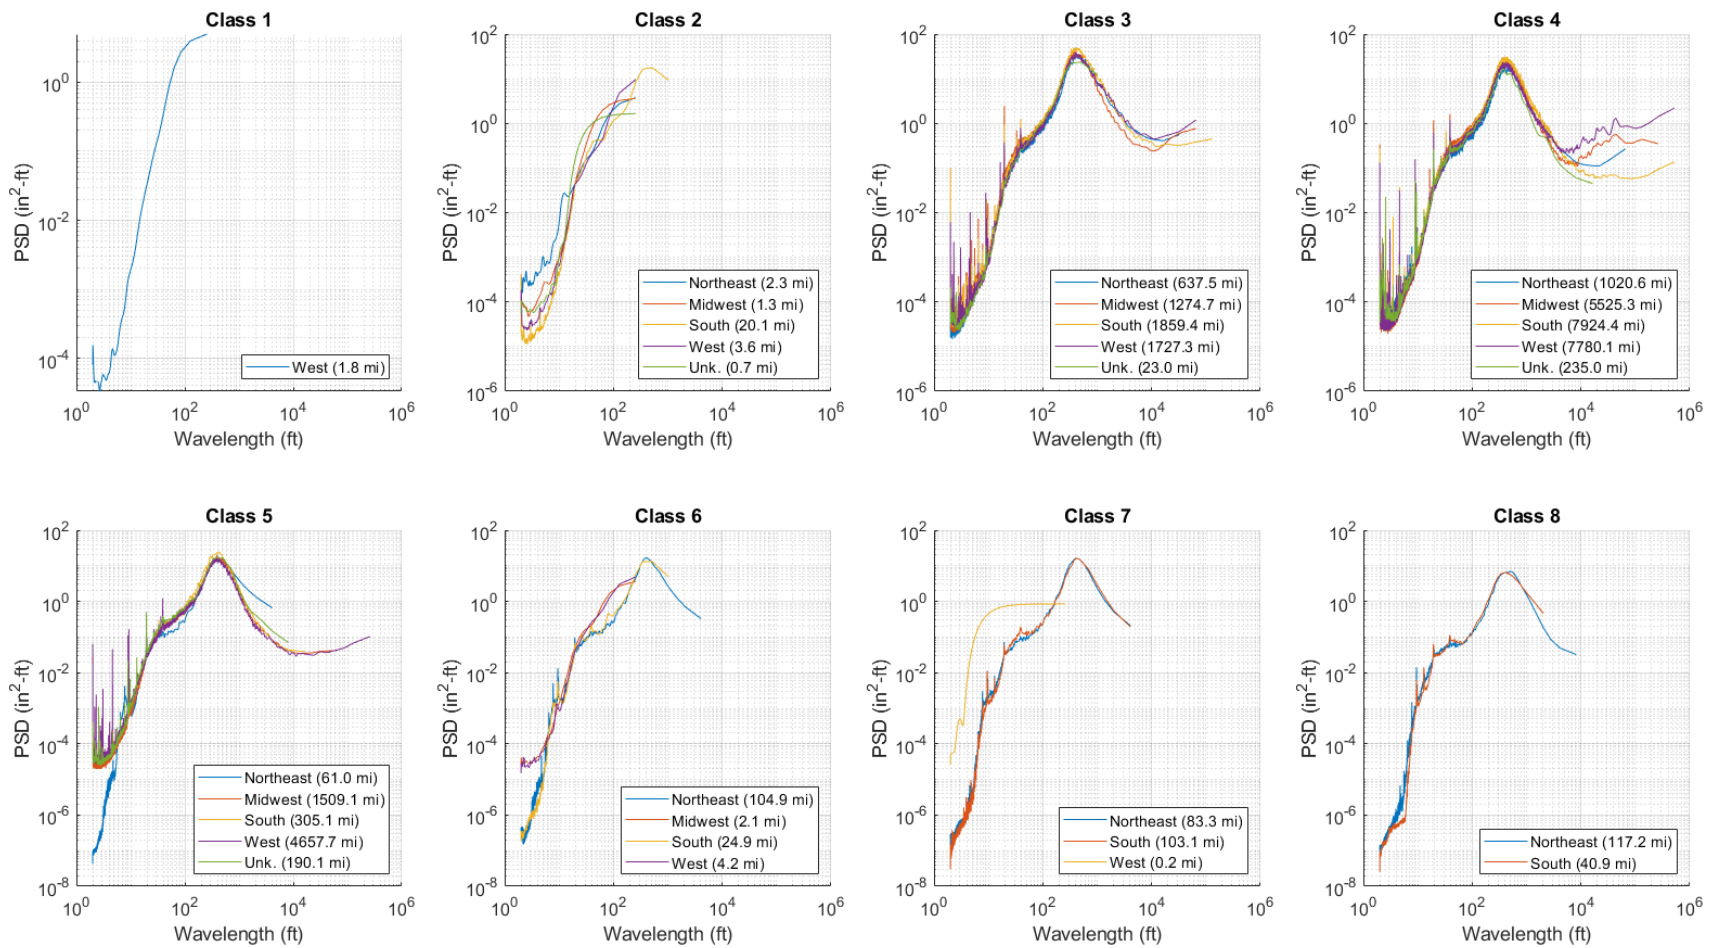 Class 1
PSD (in^2-ft)
10^0
10^-2
10^-4
West (1.8 mi)
10^0 10^2 10^4 10^6
Wavelength (ft)
Class 2
PSD (in^2-ft)
10^2
10^0
10^-2
10^-4
10^-6
Northeast (2.3 mi)
Midwest (1.3 mi)
South (20.1 mi)
West (3.6 mi)
Unk. (0.7 mi)
10^0 10^2 10^4 10^6
Wavelength (ft)
Class 3
PSD (in^2-ft)
10^2
10^0
10^-2
10^-4
10^-6
Northeast (637.5 mi)
Midwest (1274.7 mi)
South (1859.4 mi)
West (1727.3 mi)
Unk. (23.0 mi)
10^0 10^2 10^4 10^6
Wavelength (ft)
Class 4
PSD (in^2-ft)
10^2
10^0
10^-2
10^-4
10^-6
Northeast (1020.6 mi)
Midwest (5525.3 mi)
South (7924.4 mi)
West (7780.1 mi)
Unk. (235.0 mi)
10^0 10^2 10^4 10^6
Wavelength (ft)
Class 5
PSD (in^2-ft)
10^2
10^0
10^-2
10^-4
10^-6
10^-8
Northeast (61.0 mi)
Midwest (1509.1 mi)
South (305.1 mi)
West (4657.7 mi)
Unk. (190.1 mi)
10^0 10^2 10^4 10^6
Wavelength (ft)
Class 6
PSD (in^2-ft)
10^2
10^0
10^-2
10^-4
10^-6
10^-8
Northeast (104.9 mi)
Midwest (2.1 mi)
South (24.9 mi)
West (4.2 mi)
10^0 10^2 10^4 10^6
Wavelength (ft)
Class 7
PSD (in^2-ft)
10^2
10^0
10^-2
10^-4
10^-6
10^-8
Northeast (83.3 mi)
South (103.1 mi)
West (0.2 mi)
10^0 10^2 10^4 10^6
Wavelength (ft)
Class 8
PSD (in^2-ft)
10^2
10^0
10^-2
10^-4
10^-6
10^-8
Northeast (117.2 mi)
South (40.9 mi)
10^0 10^2 10^4 10^6
Wavelength (ft)